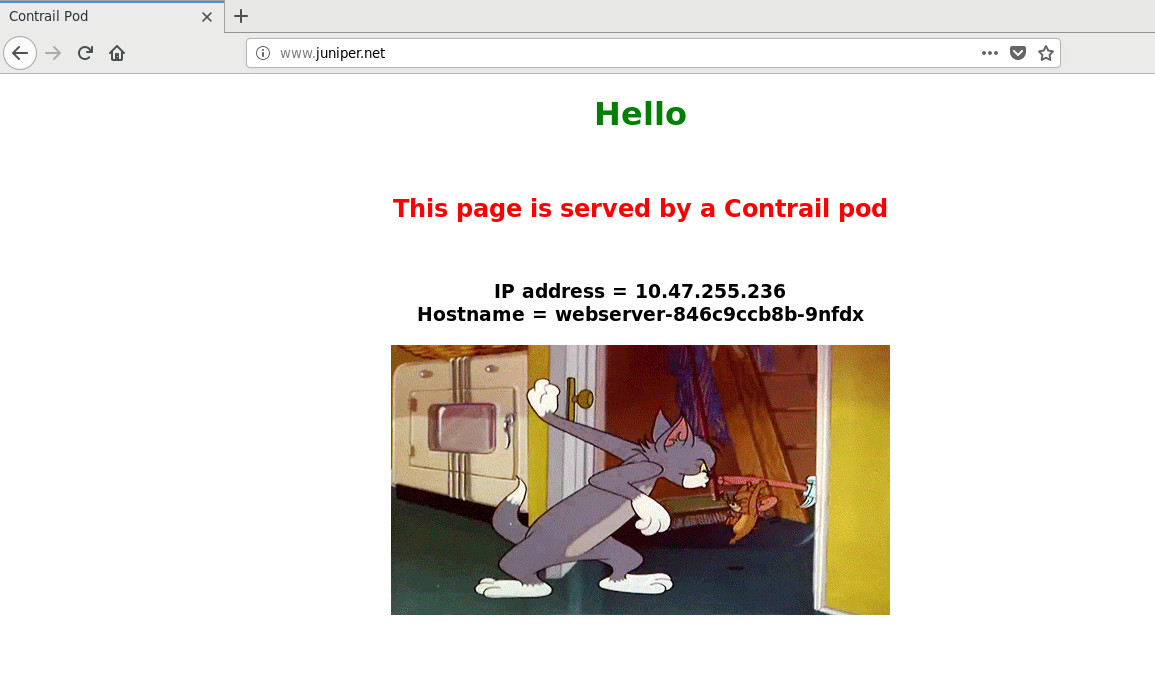 Contrail Pod
www.juniper.net
Hello
This page is served by a Contrail pod
IP address = 10.47.255.236
Hostname = webserver-846c9ccb8b-9nfdx